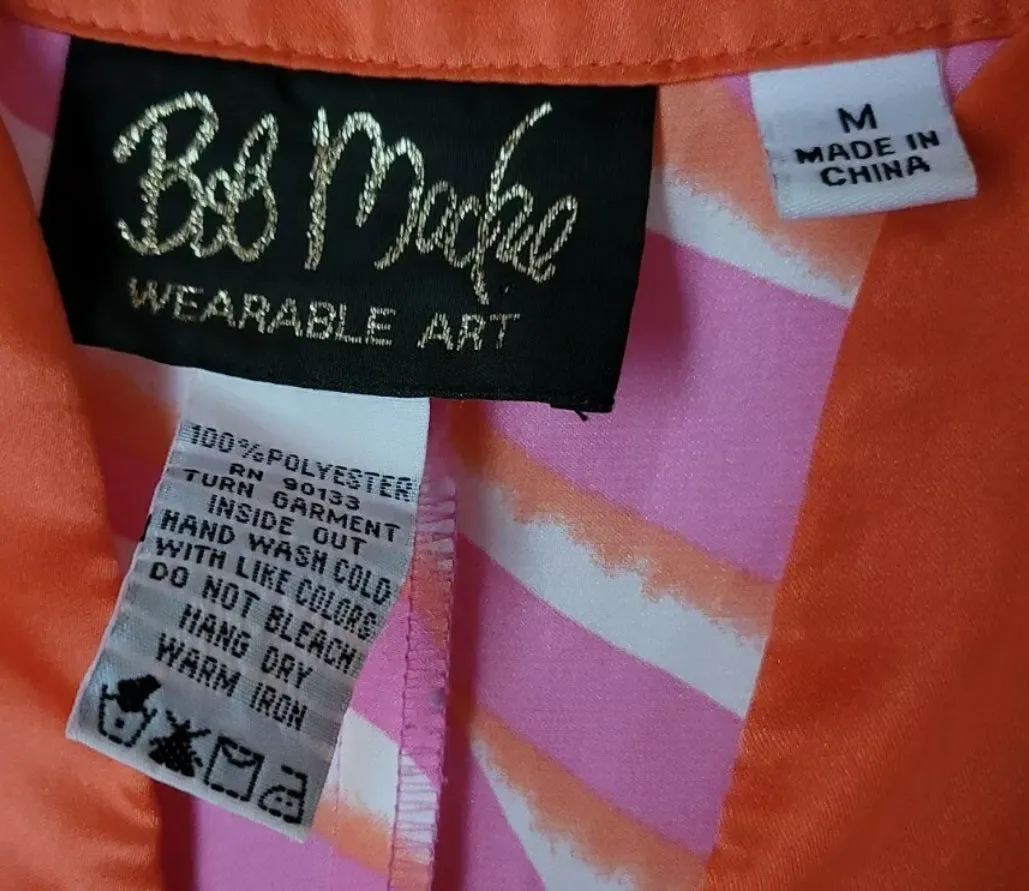 Bob Mackie
WEARABLE ART
M
MADE IN
CHINA
100%POLYESTER
RN 90133
TURN GARMENT
INSIDE OUT
HAND WASH COLD
WITH LIKE COLORS
DO NOT BLEACH
HANG DRY
WARM IRON